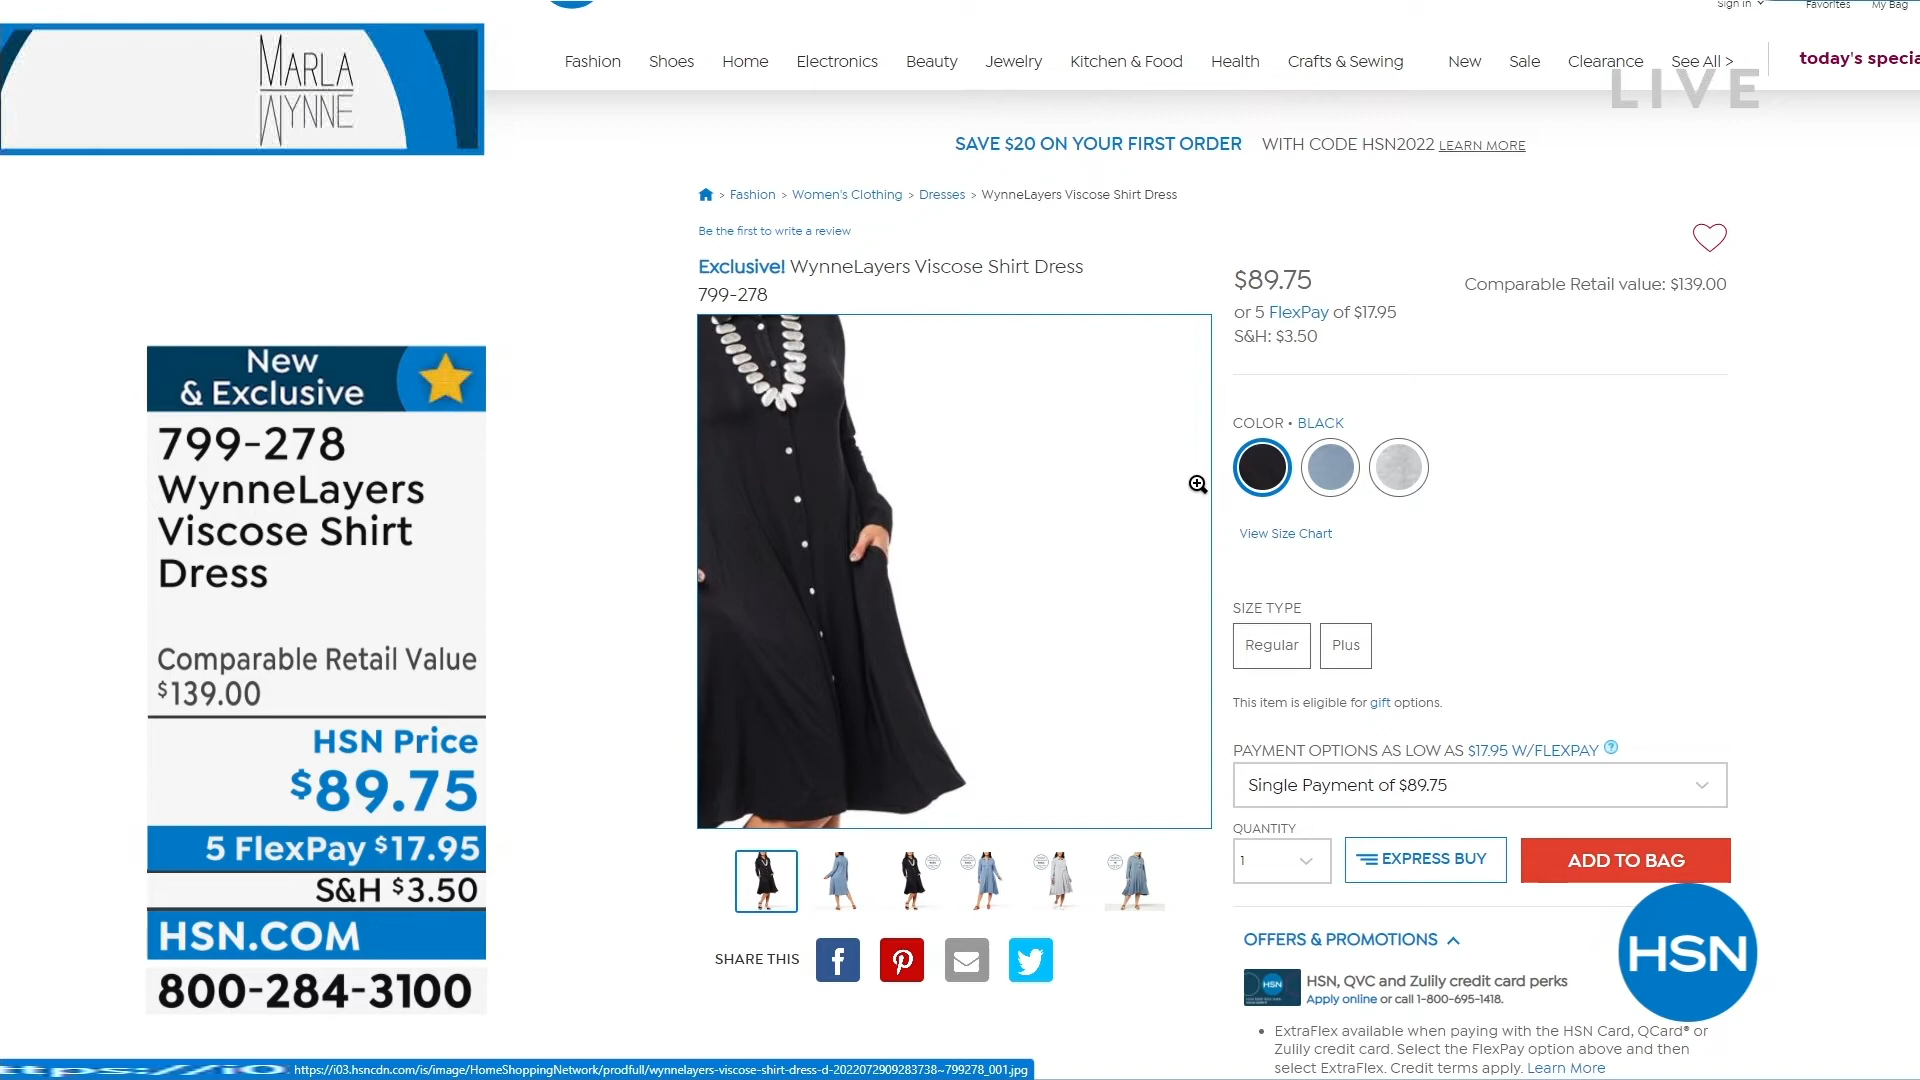 Sign In
Favorites
My Bag
MARLA
WYNNE
Fashion
Shoes
Home
Electronics
Beauty
Jewelry
Kitchen & Food
Health
Crafts & Sewing
New
Sale
Clearance
See All >
today's specia
LIVE
SAVE $20 ON YOUR FIRST ORDER WITH CODE HSN2022 LEARN MORE
> Fashion > Women's Clothing > Dresses > WynneLayers Viscose Shirt Dress
Be the first to write a review
Exclusive! WynneLayers Viscose Shirt Dress
799-278
$89.75
Comparable Retail value: $139.00
or 5 FlexPay of $17.95
S&H: $3.50
COLOR • BLACK
View Size Chart
SIZE TYPE
Regular
Plus
This item is eligible for gift options.
PAYMENT OPTIONS AS LOW AS $17.95 W/FLEXPAY ?
Single Payment of $89.75
QUANTITY
1
EXPRESS BUY
ADD TO BAG
OFFERS & PROMOTIONS
HSN
HSN, QVC and Zulily credit card perks
Apply online or call 1-800-695-1418.
• ExtraFlex available when paying with the HSN Card, QCard® or
Zulily credit card. Select the FlexPay option above and then
select ExtraFlex. Credit terms apply. Learn More
HSN
SHARE THIS
New
& Exclusive
799-278
WynneLayers
Viscose Shirt
Dress
Comparable Retail Value
$139.00
HSN Price
$89.75
5 FlexPay $17.95
S&H $3.50
HSN.COM
800-284-3100
https://i03.hsncdn.com/is/image/HomeShoppingNetwork/prodfull/wynnelayers-viscose-shirt-dress-d-2022072909283738~799278_001.jpg